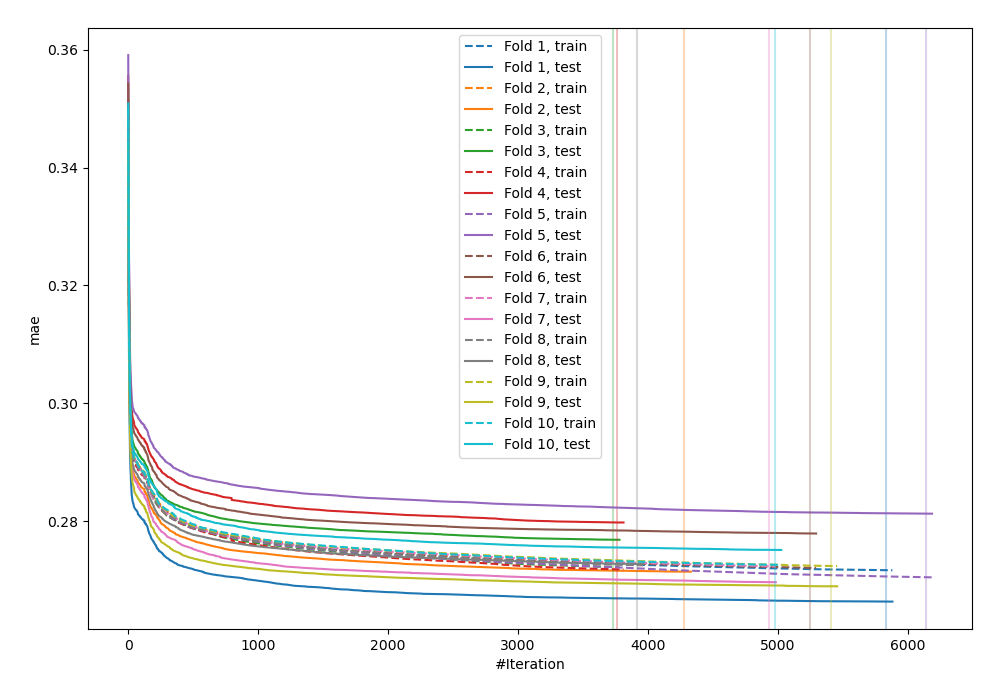 0.36
0.34
0.32
0.30
0.28
mae
0
1000
2000
3000
4000
5000
6000
#Iteration
Fold 1, train
Fold 1, test
Fold 2, train
Fold 2, test
Fold 3, train
Fold 3, test
Fold 4, train
Fold 4, test
Fold 5, train
Fold 5, test
Fold 6, train
Fold 6, test
Fold 7, train
Fold 7, test
Fold 8, train
Fold 8, test
Fold 9, train
Fold 9, test
Fold 10, train
Fold 10, test